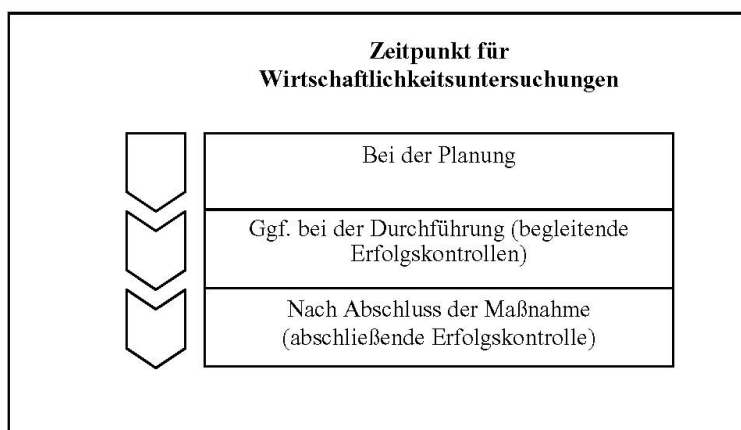 Zeitpunkt für
Wirtschaftlichkeitsuntersuchungen
Bei der Planung
Ggf. bei der Durchführung (begleitende
Erfolgskontrollen)
Nach Abschluss der Maßnahme
(abschließende Erfolgskontrolle)